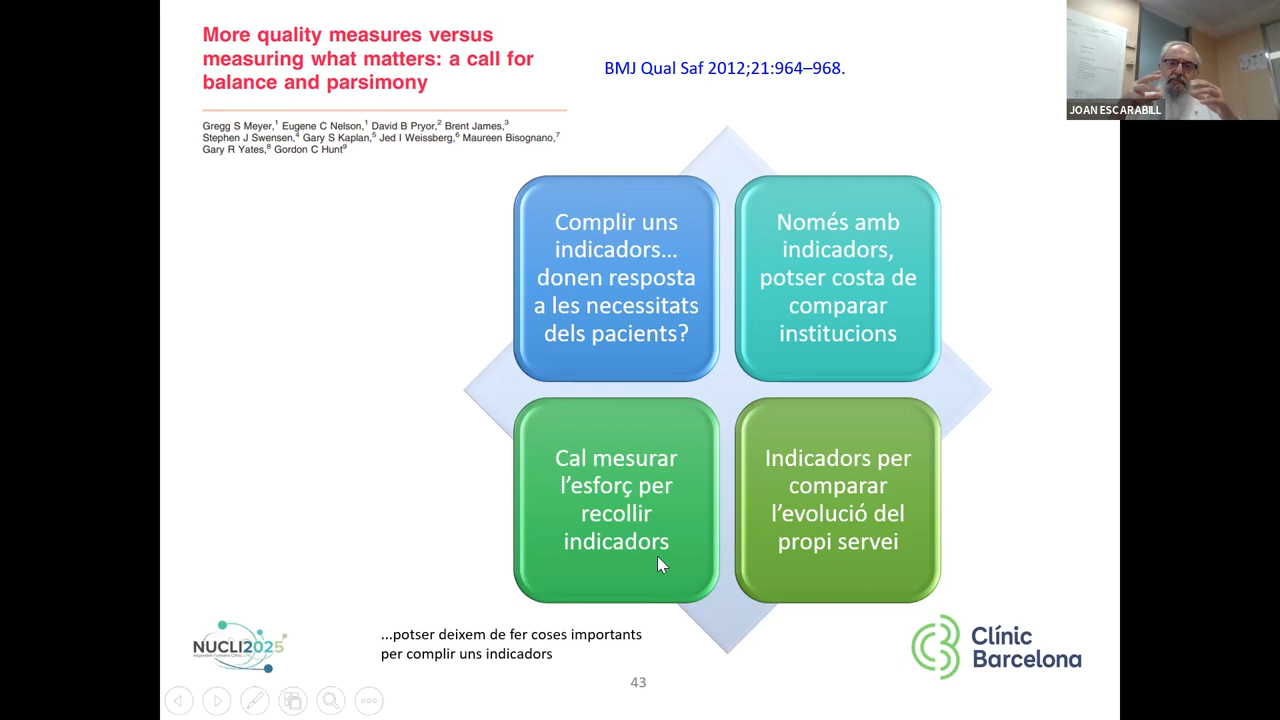 More quality measures versus
measuring what matters: a call for
balance and parsimony
BMJ Qual Saf 2012;21:964–968.
JOAN ESCARABILL
Gregg S Meyer,1 Eugene C Nelson,1 David B Pryor,2 Brent James,3
Stephen J Swensen,4 Gary S Kaplan,5 Jed I Weissberg,6 Maureen Bisognano,7
Gary R Yates,8 Gordon C Hunt9
Complir uns
indicadors...
donen resposta
a les necessitats
dels pacients?
Només amb
indicadors,
potser costa de
comparar
institucions
Cal mesurar
l’esforç per
recollir
indicadors
Indicadors per
comparar
l’evolució del
propi servei
...potser deixem de fer coses importants
per complir uns indicadors
NUCLI2025
Clínic
Barcelona
43